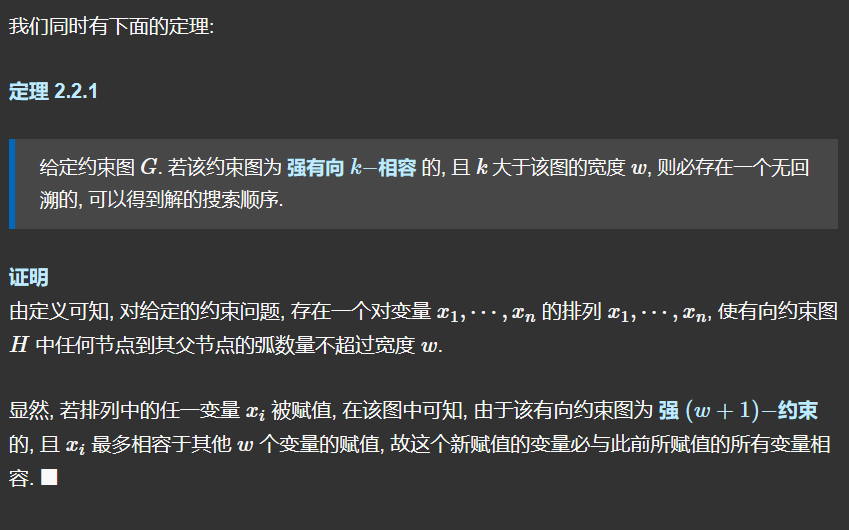 我们同时有下面的定理:
定理 2.2.1
给定约束图 G. 若该约束图为 强有向 k−相容 的, 且 k 大于该图的宽度 w, 则必存在一个无回
溯的, 可以得到解的搜索顺序.
证明
由定义可知, 对给定的约束问题, 存在一个对变量 x₁, ⋯, xₙ 的排列 x₁, ⋯, xₙ, 使有向约束图
H 中任何节点到其父节点的弧数量不超过宽度 w.
显然, 若排列中的任一变量 xᵢ 被赋值, 在该图中可知, 由于该有向约束图为 强 (w + 1)−约束
的, 且 xᵢ 最多相容于其他 w 个变量的赋值, 故这个新赋值的变量必与此前所赋值的所有变量相
容. ■